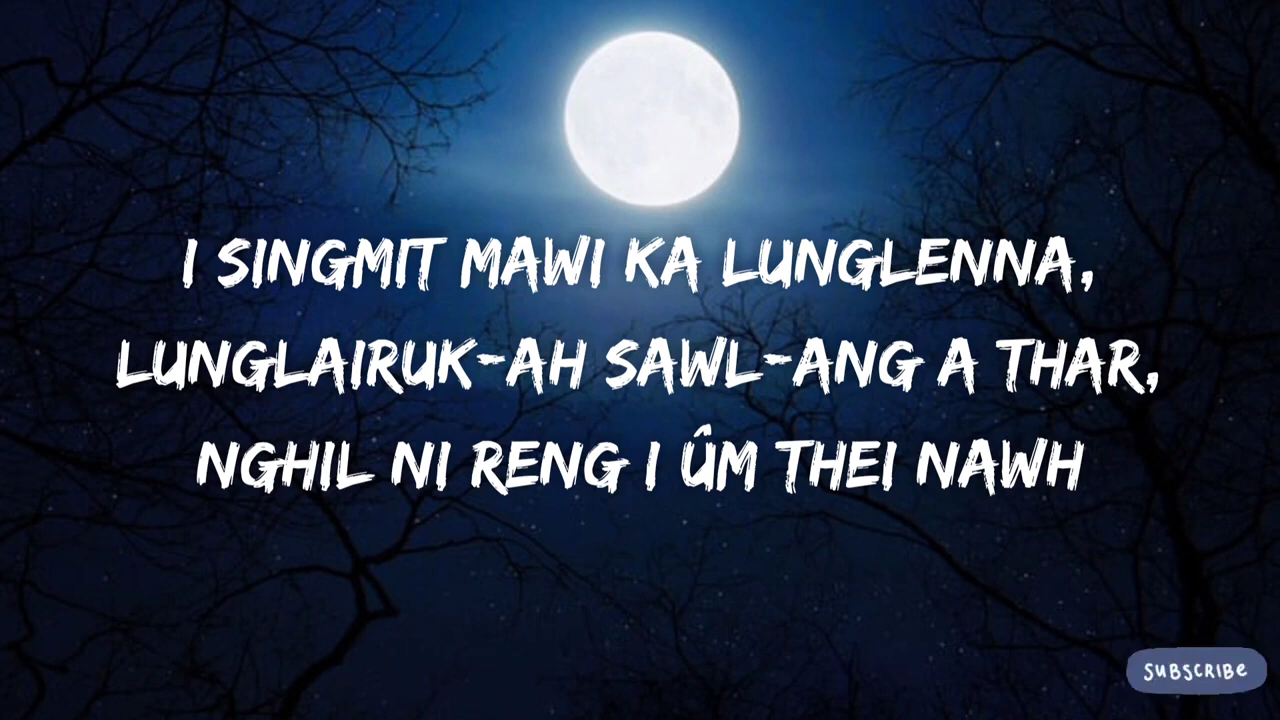 I SINGMIT MAWI KA LUNGLENNA,
LUNGLAIRUK-AH SAWL-ANG A THAR,
NGHIL NI RENG I ÛM THEI NAWH
SUBSCRIBE